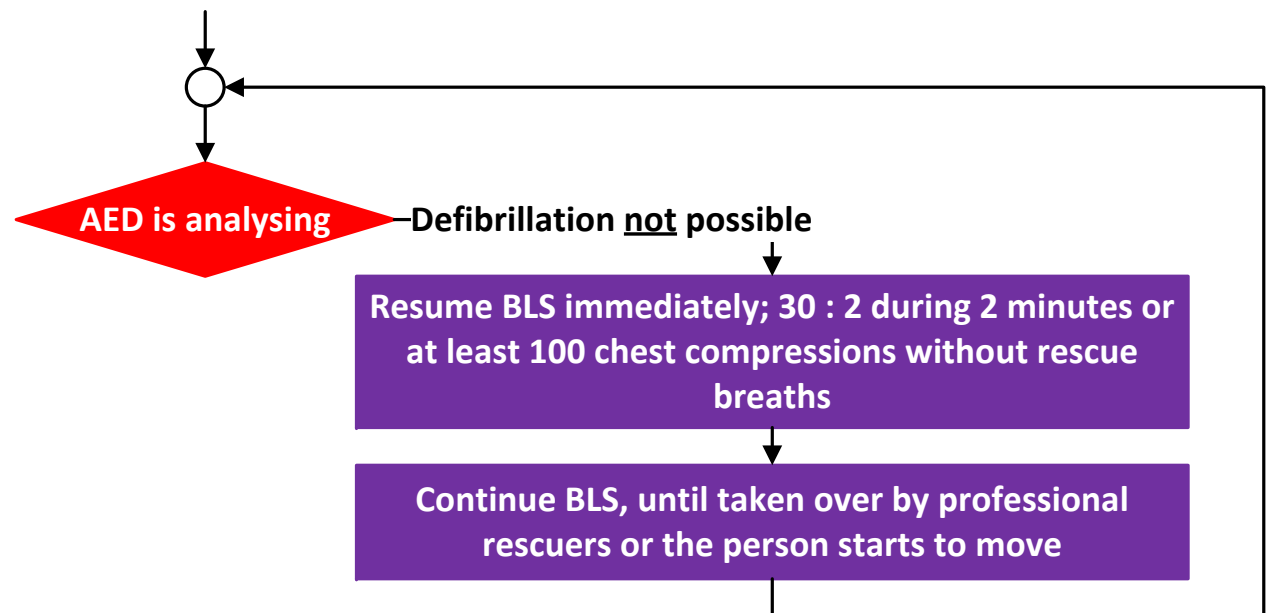 AED is analysing
Defibrillation not possible
Resume BLS immediately; 30 : 2 during 2 minutes or
at least 100 chest compressions without rescue
breaths
Continue BLS, until taken over by professional
rescuers or the person starts to move